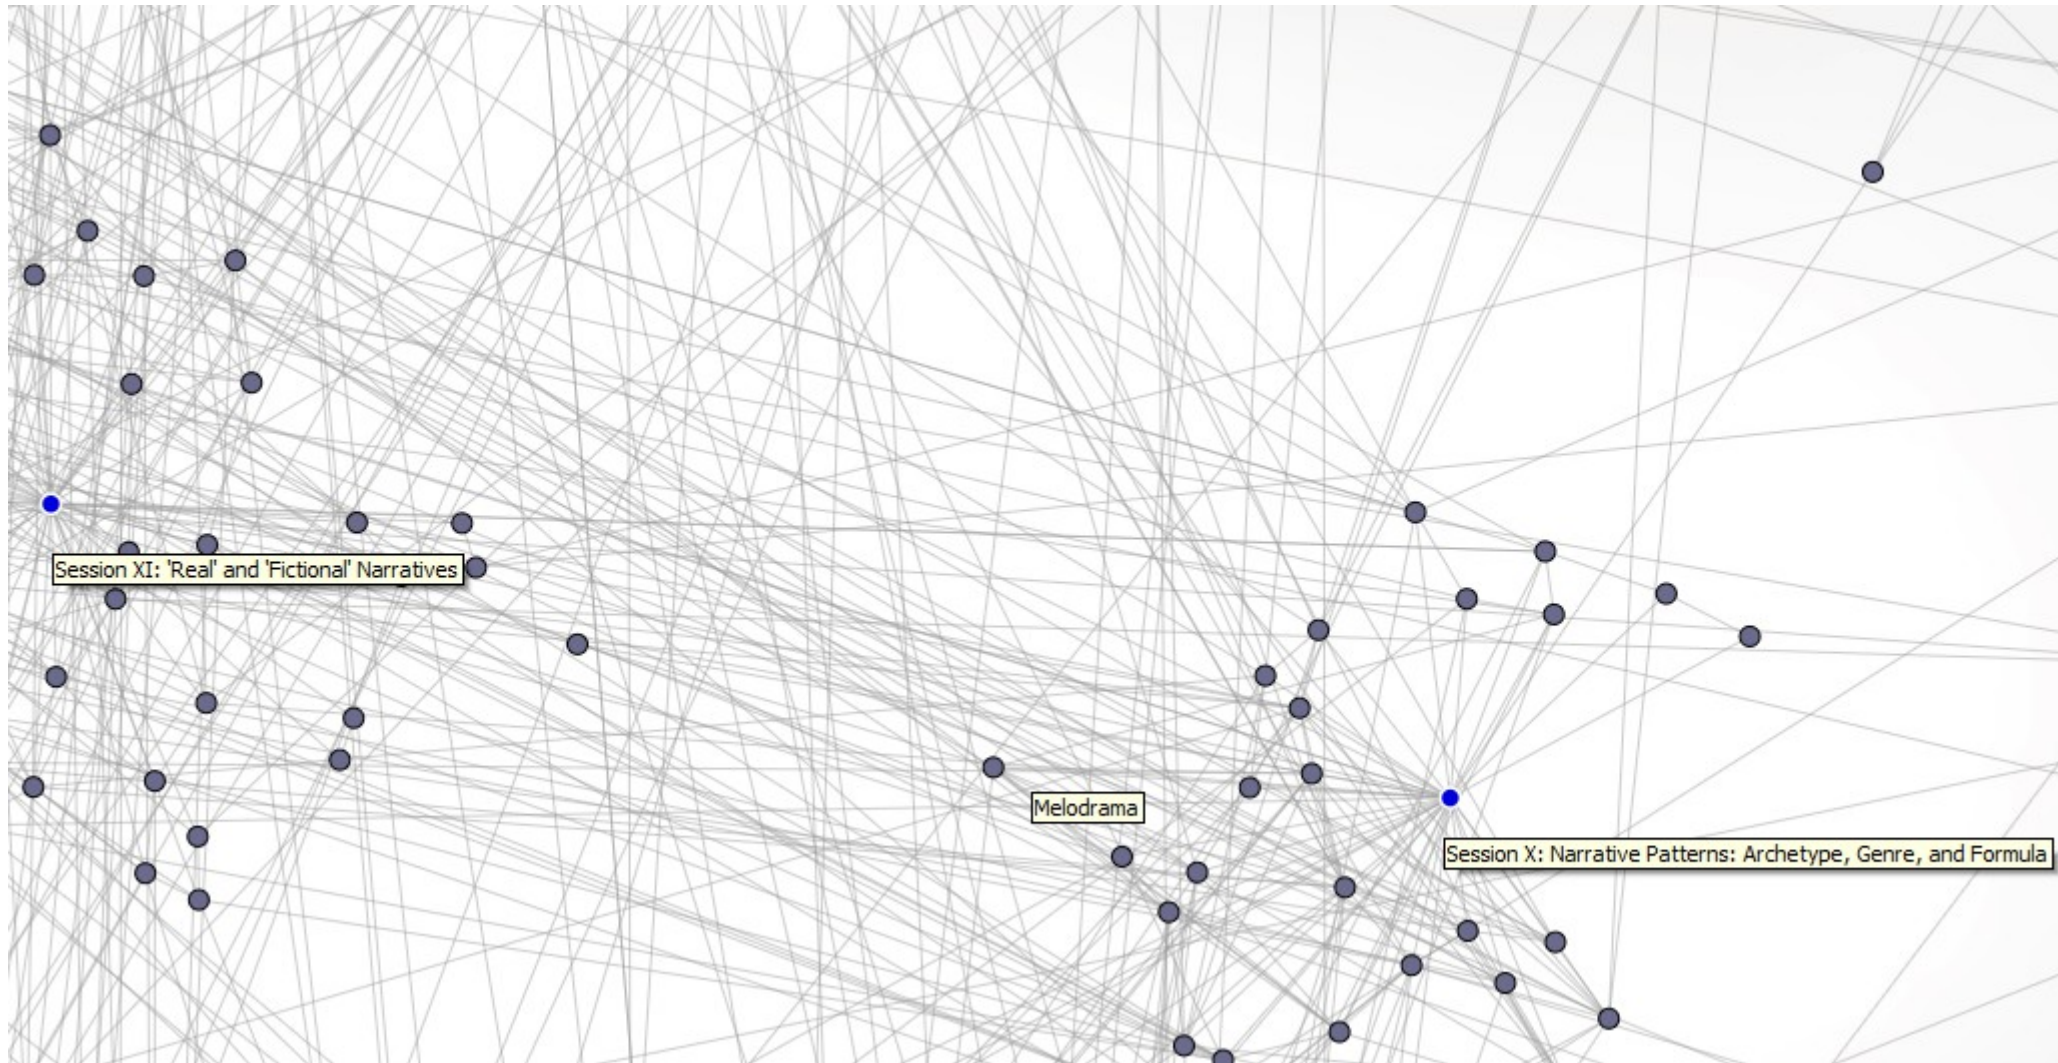 Session XI: 'Real' and 'Fictional' Narratives
Melodrama
Session X: Narrative Patterns: Archetype, Genre, and Formula